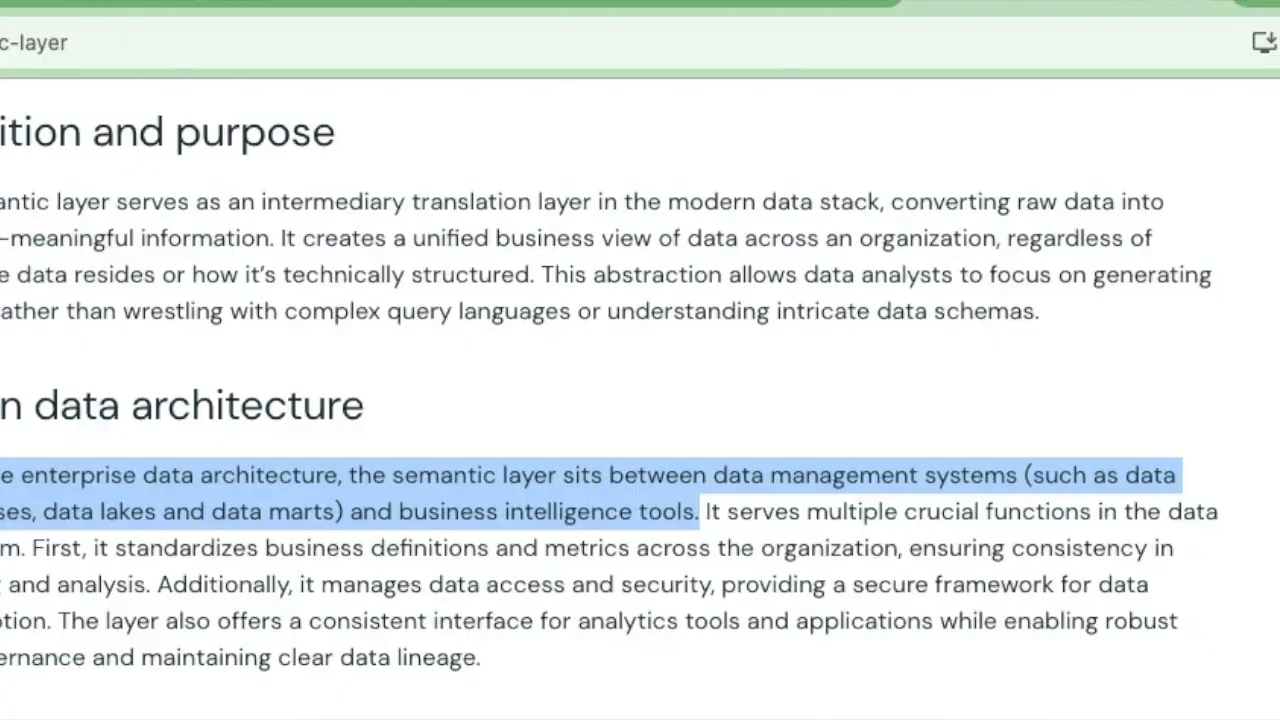 c-layer
ition and purpose
antic layer serves as an intermediary translation layer in the modern data stack, converting raw data into
-meaningful information. It creates a unified business view of data across an organization, regardless of
e data resides or how it's technically structured. This abstraction allows data analysts to focus on generating
ather than wrestling with complex query languages or understanding intricate data schemas.
n data architecture
e enterprise data architecture, the semantic layer sits between data management systems (such as data
ses, data lakes and data marts) and business intelligence tools. It serves multiple crucial functions in the data
m. First, it standardizes business definitions and metrics across the organization, ensuring consistency in
and analysis. Additionally, it manages data access and security, providing a secure framework for data
tion. The layer also offers a consistent interface for analytics tools and applications while enabling robust
ernance and maintaining clear data lineage.